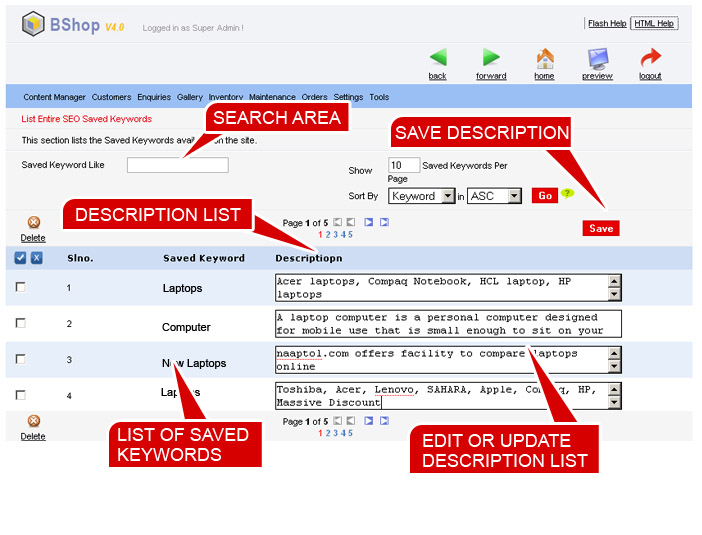 BShop V4.0 Logged in as Super Admin ! Flash Help HTML Help
back forward home preview logout
Content Manager Customers Enquiries Gallery Inventory Maintenance Orders Settings Tools
List Entire SEO Saved Keywords
SEARCH AREA
SAVE DESCRIPTION
This section lists the Saved Keywords on the site.
Saved Keyword Like
Show 10 Saved Keywords Per
Page
Sort By Keyword in ASC Go ?
DESCRIPTION LIST
Delete
Page 1 of 5
1 2 3 4 5
Save
Slno. Saved Keyword Descriptiopn
1 Laptops Acer laptops, Compaq Notebook, HCL laptop, HP
laptops
2 Computer A laptop computer is a personal computer designed
for mobile use that is small enough to sit on your
3 New Laptops naaptol.com offers facility to compare laptops
online
4 Laptops Toshiba, Acer, Lenovo, SAHARA, Apple, Compaq, HP,
Massive Discount
Delete
Page 1 of 5
1 2 3 4 5
LIST OF SAVED
KEYWORDS
EDIT OR UPDATE
DESCRIPTION LIST